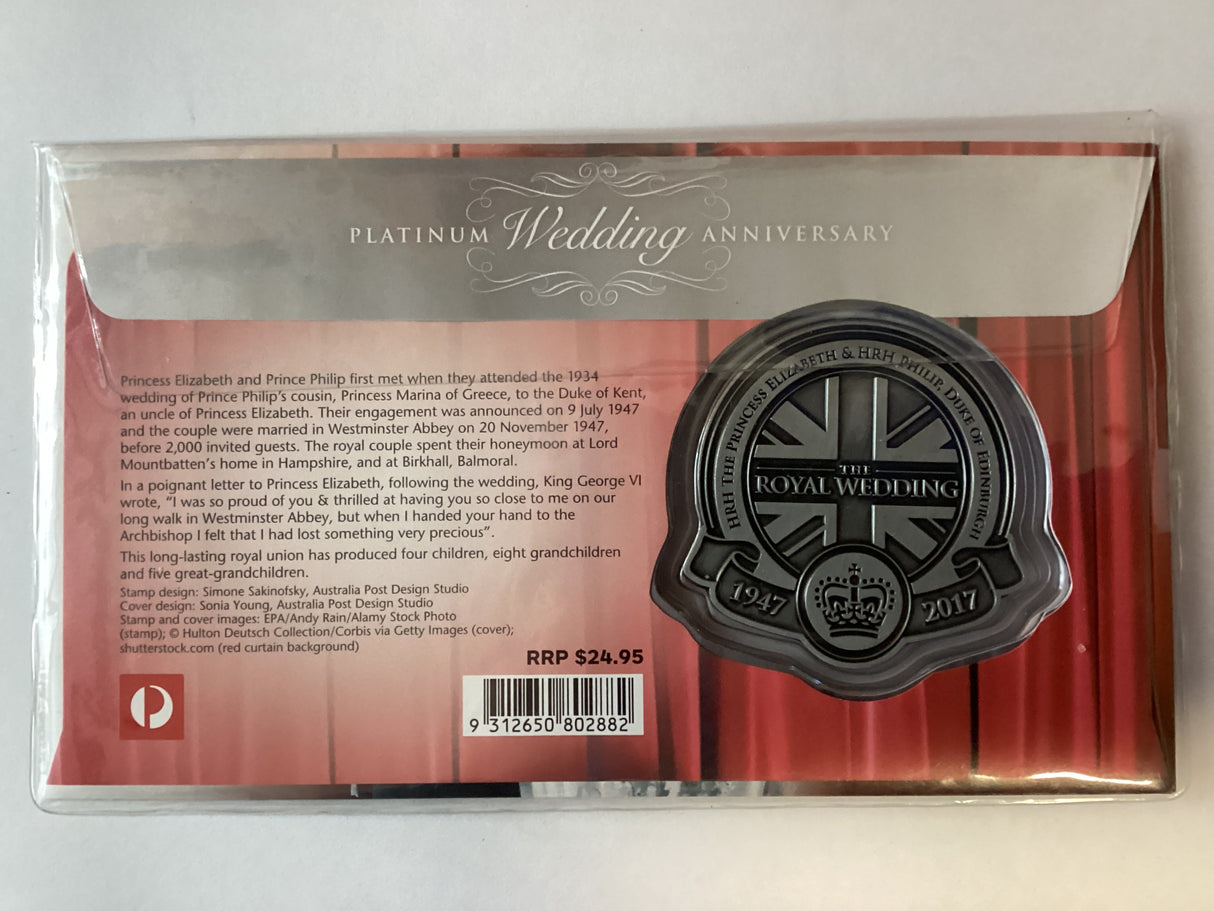 PLATINUM Wedding ANNIVERSARY
Princess Elizabeth and Prince Philip first met when they attended the 1934
wedding of Prince Philip's cousin, Princess Marina of Greece, to the Duke of Kent,
an uncle of Princess Elizabeth. Their engagement was announced on 9 July 1947
and the couple were married in Westminster Abbey on 20 November 1947,
before 2,000 invited guests. The royal couple spent their honeymoon at Lord
Mountbatten's home in Hampshire, and at Birkhall, Balmoral.
In a poignant letter to Princess Elizabeth, following the wedding, King George VI
wrote, "I was so proud of you & thrilled at having you so close to me on our
long walk in Westminster Abbey, but when I handed your hand to the
Archbishop I felt that I had lost something very precious".
This long-lasting royal union has produced four children, eight grandchildren
and five great-grandchildren.
Stamp design: Simone Sakinofsky, Australia Post Design Studio
Cover design: Sonia Young, Australia Post Design Studio
Stamp and cover images: EPA/Andy Rain/Alamy Stock Photo
(stamp); © Hulton Deutsch Collection/Corbis via Getty Images (cover);
shutterstock.com (red curtain background)
RRP $24.95
9 312650 802882
HRH THE PRINCESS ELIZABETH & HRH PHILIP, DUKE OF EDINBURGH
THE
ROYAL WEDDING
1947
2017